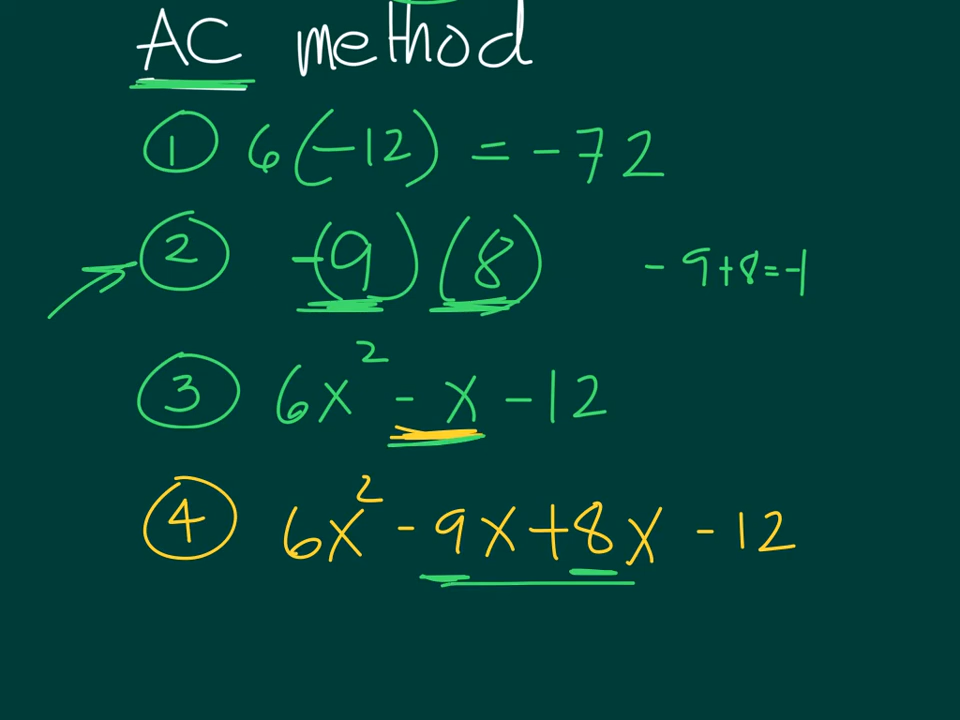 AC method
① 6(-12) = -72
② -(9)(8) -9+8=-1
③ 6x² - x - 12
④ 6x² - 9x + 8x - 12